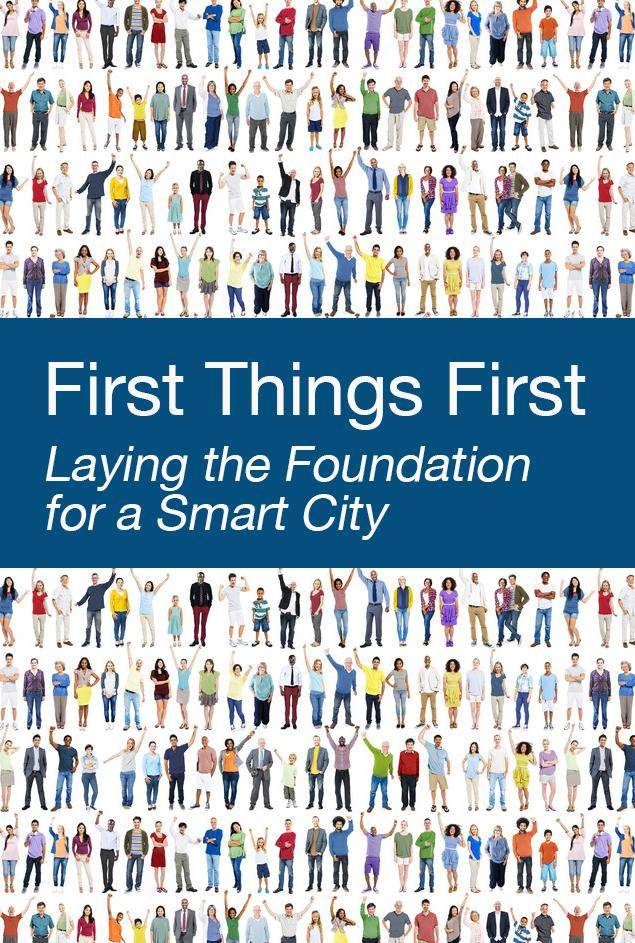 First Things First
Laying the Foundation
for a Smart City